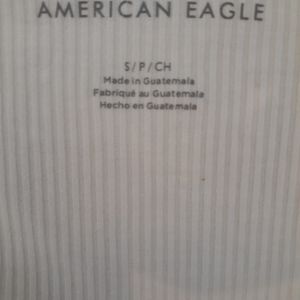 AMERICAN EAGLE
S/P/CH
Made in Guatemala
Fabriqué au Guatemala
Hecho en Guatemala